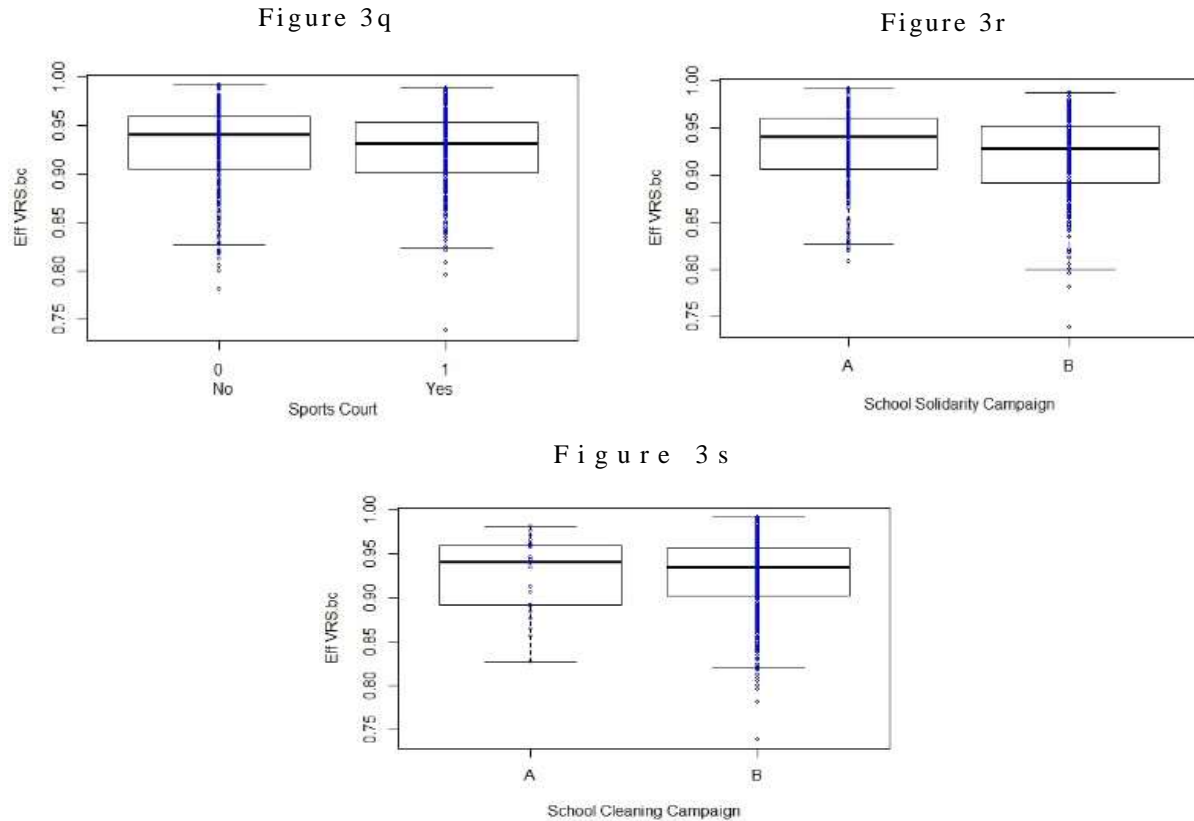 Figure 3q
Eff VRS.bc
1.00
0.95
0.90
0.85
0.80
0.75
0 1
No Yes
Sports Court
Figure 3r
Eff VRS.bc
1.00
0.95
0.90
0.85
0.80
0.75
A B
School Solidarity Campaign
Figure 3s
Eff VRS.bc
1.00
0.95
0.90
0.85
0.80
0.75
A B
School Cleaning Campaign